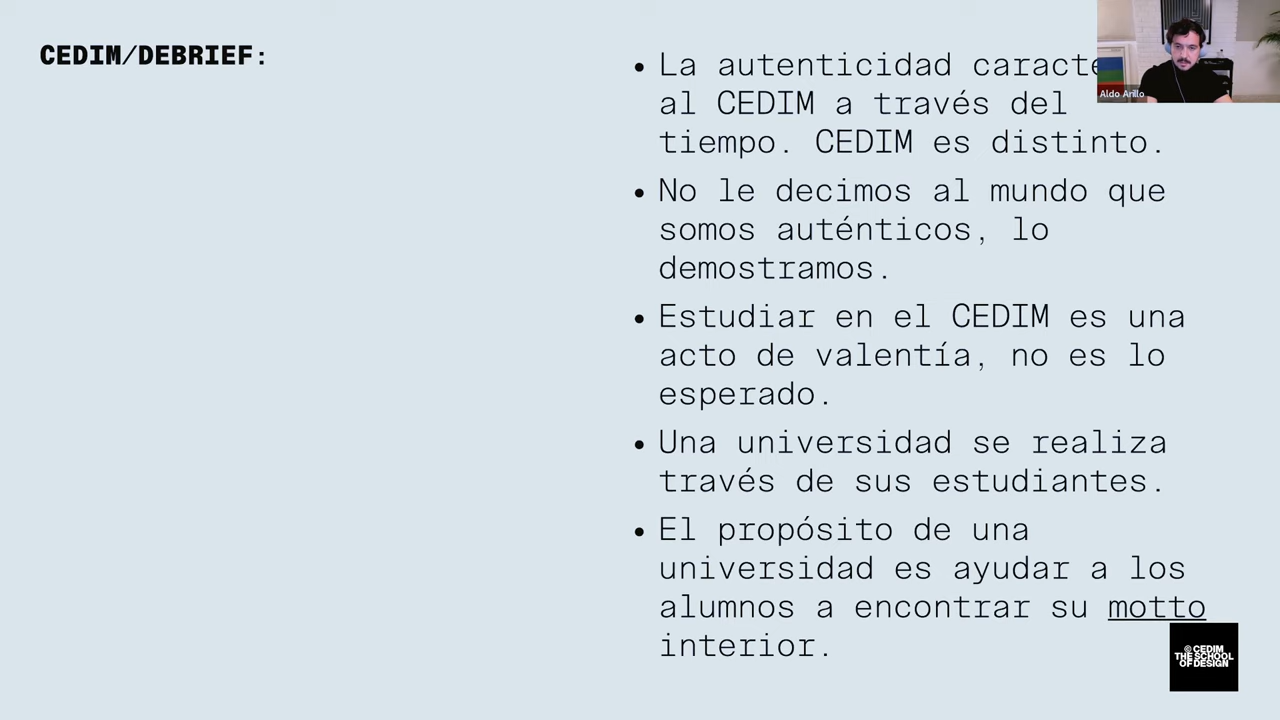 CEDIM/DEBRIEF:
• La autenticidad
al CEDIM a través del
tiempo. CEDIM es distinto.
• No le decimos al mundo que
somos auténticos, lo
demostramos.
• Estudiar en el CEDIM es una
acto de valentía, no es lo
esperado.
• Una universidad se realiza
través de sus estudiantes.
• El propósito de una
universidad es ayudar a los
alumnos a encontrar su motto
interior.
Aldo Arillo
@CEDIM
THE SCHOOL
OF DESIGN